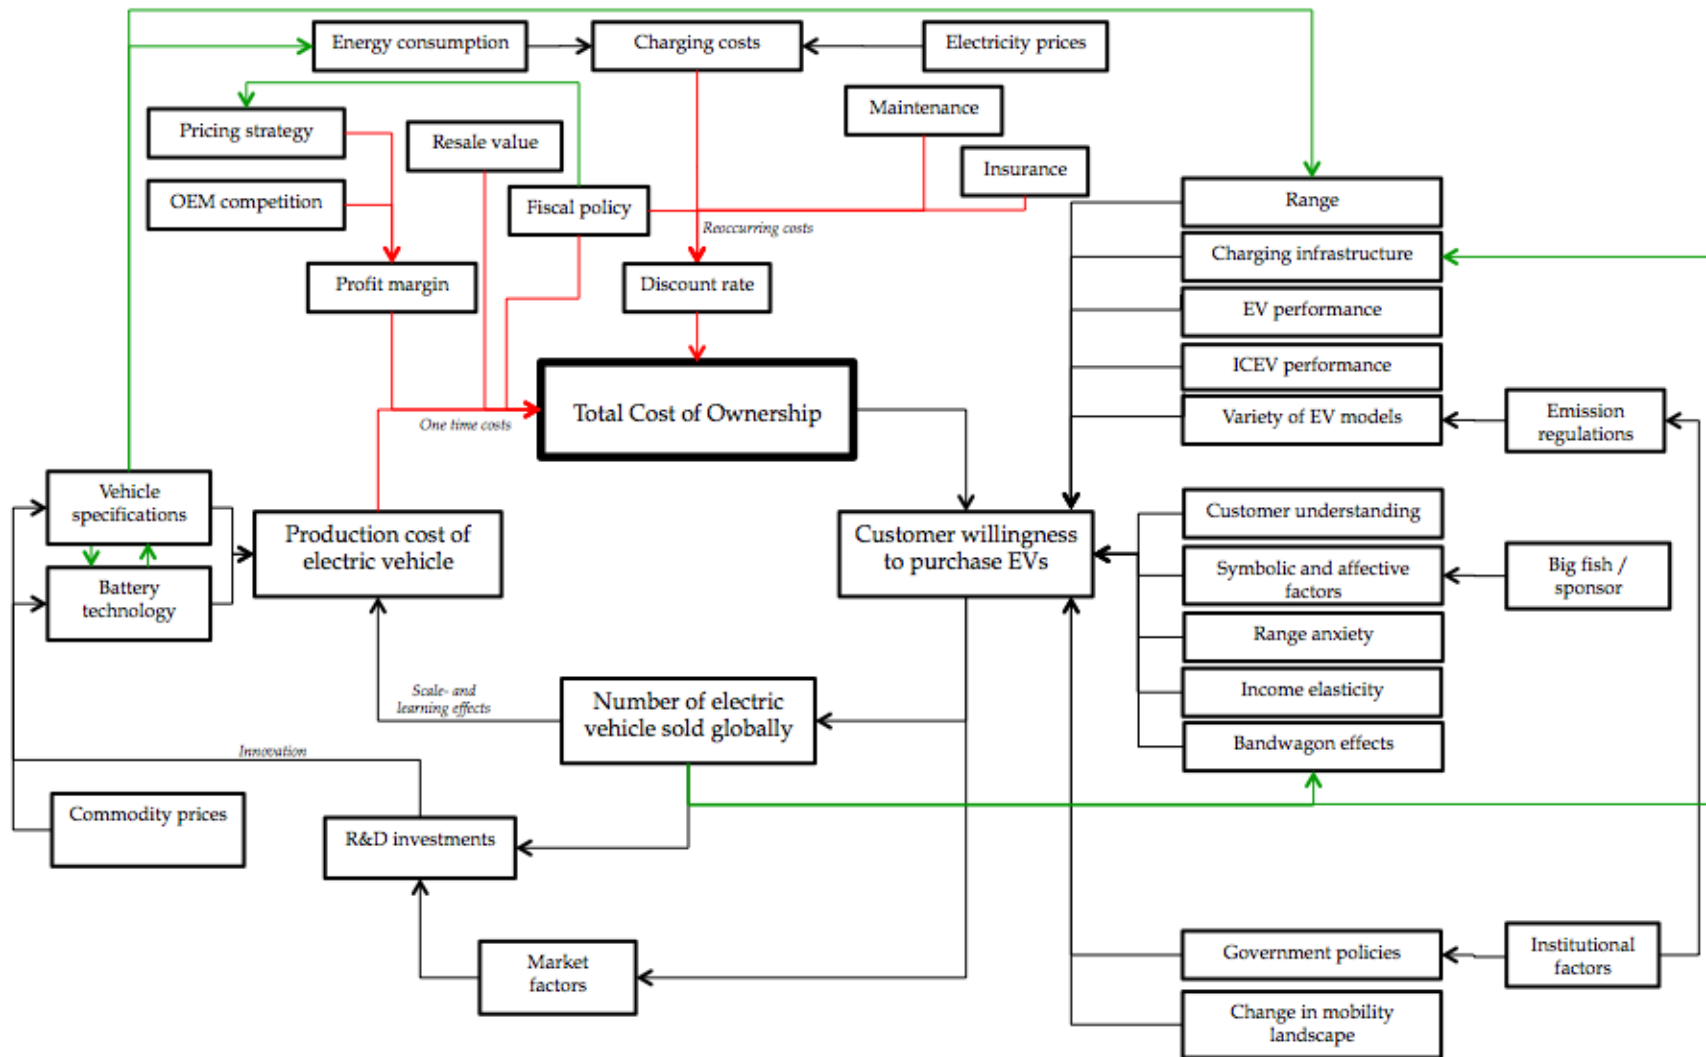 Energy consumption
Charging costs
Electricity prices
Maintenance
Pricing strategy
Resale value
Insurance
OEM competition
Fiscal policy
Range
Reoccurring costs
Charging infrastructure
Profit margin
Discount rate
EV performance
ICEV performance
Total Cost of Ownership
One time costs
Variety of EV models
Emission
regulations
Vehicle
specifications
Production cost of
electric vehicle
Customer willingness
to purchase EVs
Customer understanding
Battery
technology
Symbolic and affective
factors
Big fish /
sponsor
Range anxiety
Scale- and
learning effects
Number of electric
vehicle sold globally
Income elasticity
Bandwagon effects
Innovation
Commodity prices
R&D investments
Market
factors
Government policies
Institutional
factors
Change in mobility
landscape